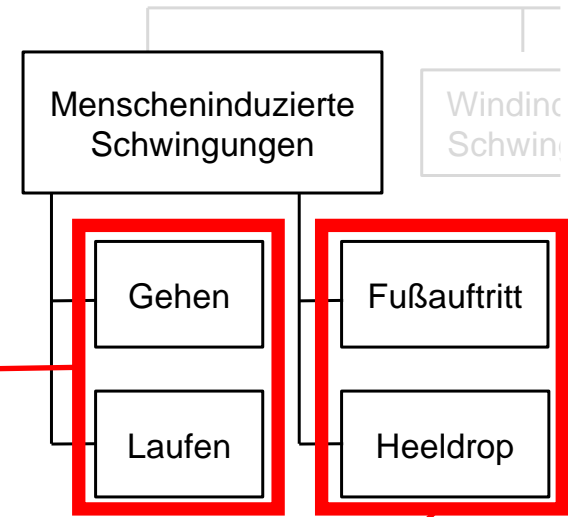 Menscheninduzierte
Schwingungen
Gehen
Fußauftritt
Laufen
Heeldrop